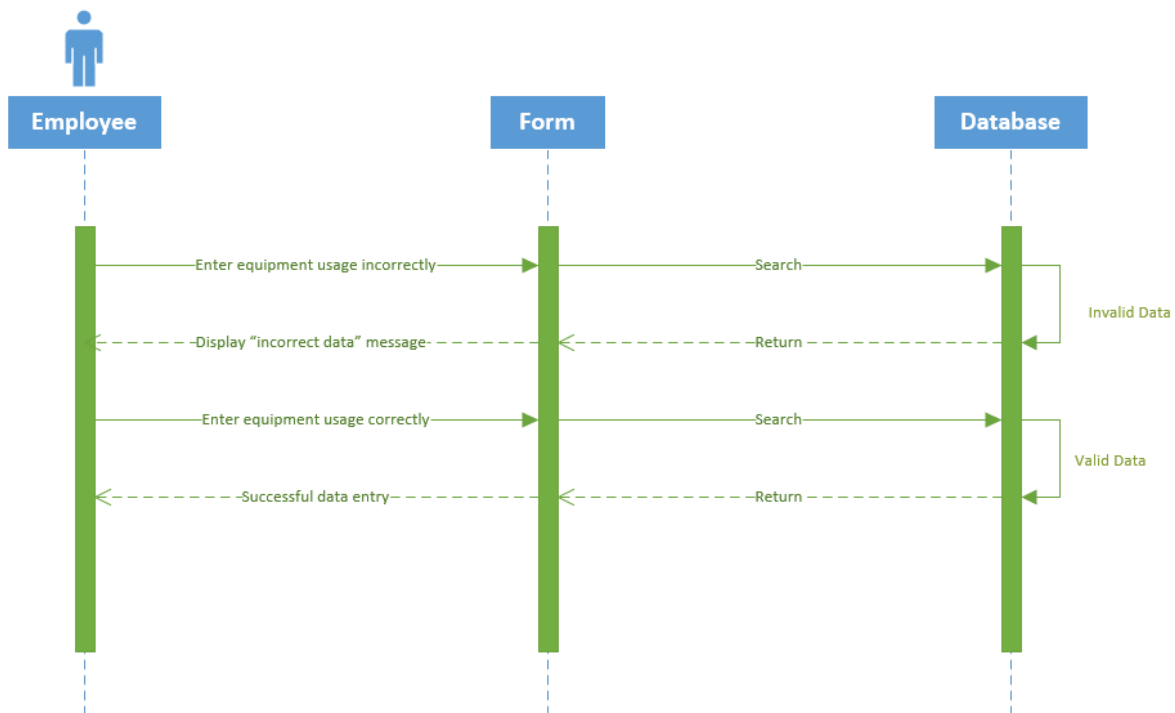 Employee
Form
Database
Enter equipment usage incorrectly
Search
Invalid Data
Display “incorrect data” message
Return
Enter equipment usage correctly
Search
Valid Data
Successful data entry
Return